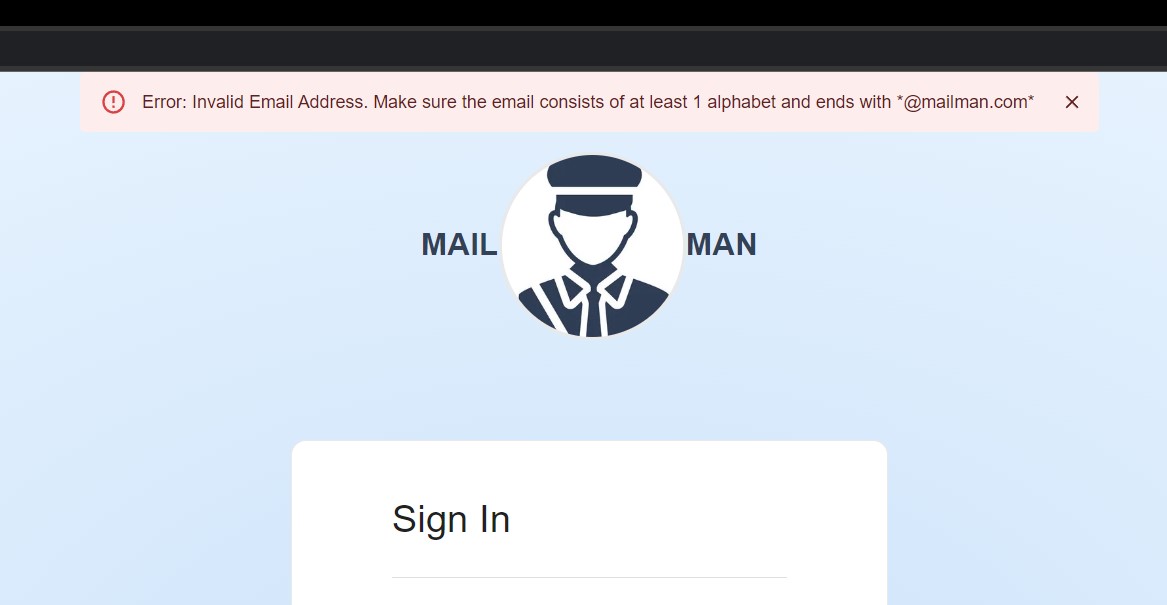 Error: Invalid Email Address. Make sure the email consists of at least 1 alphabet and ends with *@mailman.com*
MAIL MAN
Sign In